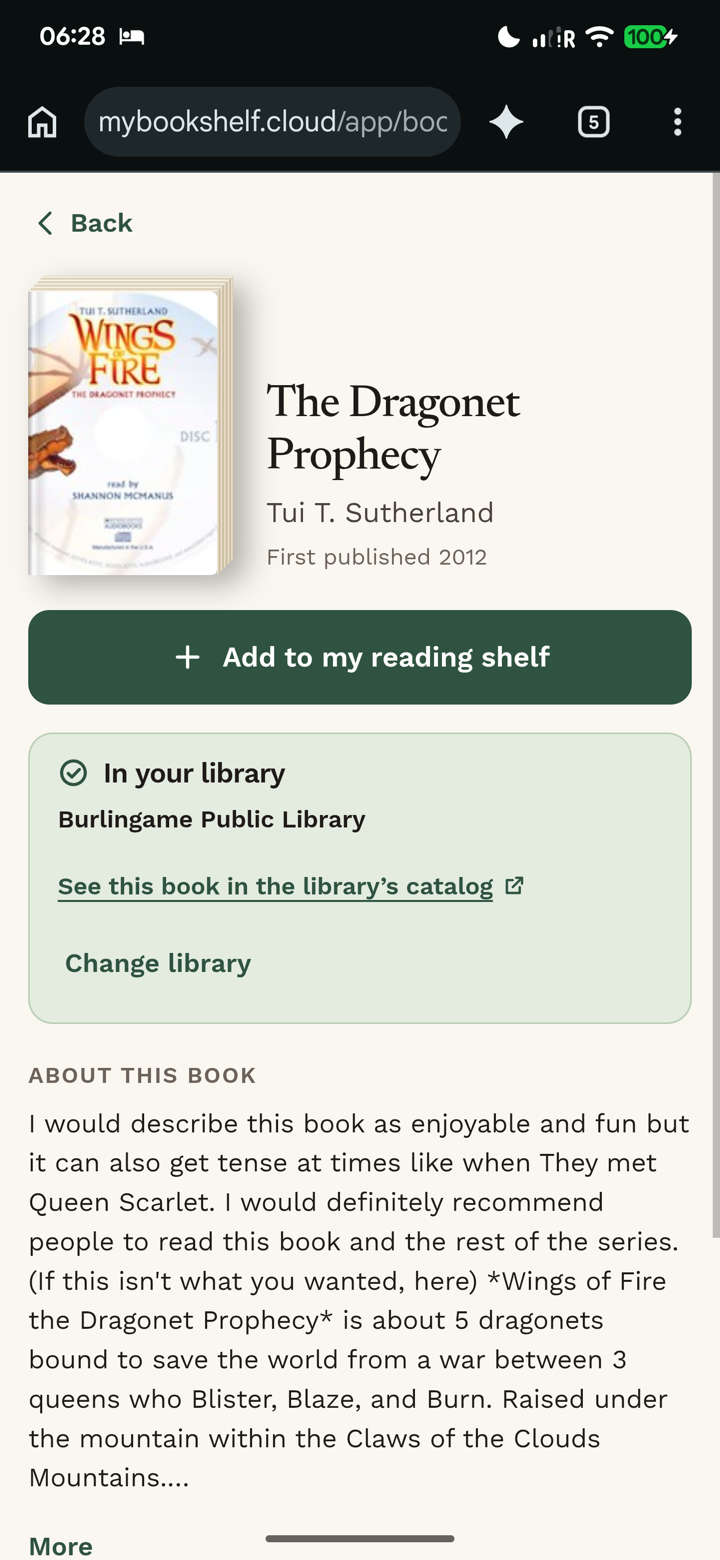 06:28
R
100
mybookshelf.cloud/app/boo
5
Back
TUI T. SUTHERLAND
WINGS
OF
FIRE
THE DRAGONET PROPHECY
DISC
read by
SHANNON MCMANUS
Manufactured in the U.S.A.
The Dragonet
Prophecy
Tui T. Sutherland
First published 2012
Add to my reading shelf
In your library
Burlingame Public Library
See this book in the library’s catalog
Change library
ABOUT THIS BOOK
I would describe this book as enjoyable and fun but
it can also get tense at times like when They met
Queen Scarlet. I would definitely recommend
people to read this book and the rest of the series.
(If this isn't what you wanted, here) *Wings of Fire
the Dragonet Prophecy* is about 5 dragonets
bound to save the world from a war between 3
queens who Blister, Blaze, and Burn. Raised under
the mountain within the Claws of the Clouds
Mountains....
More